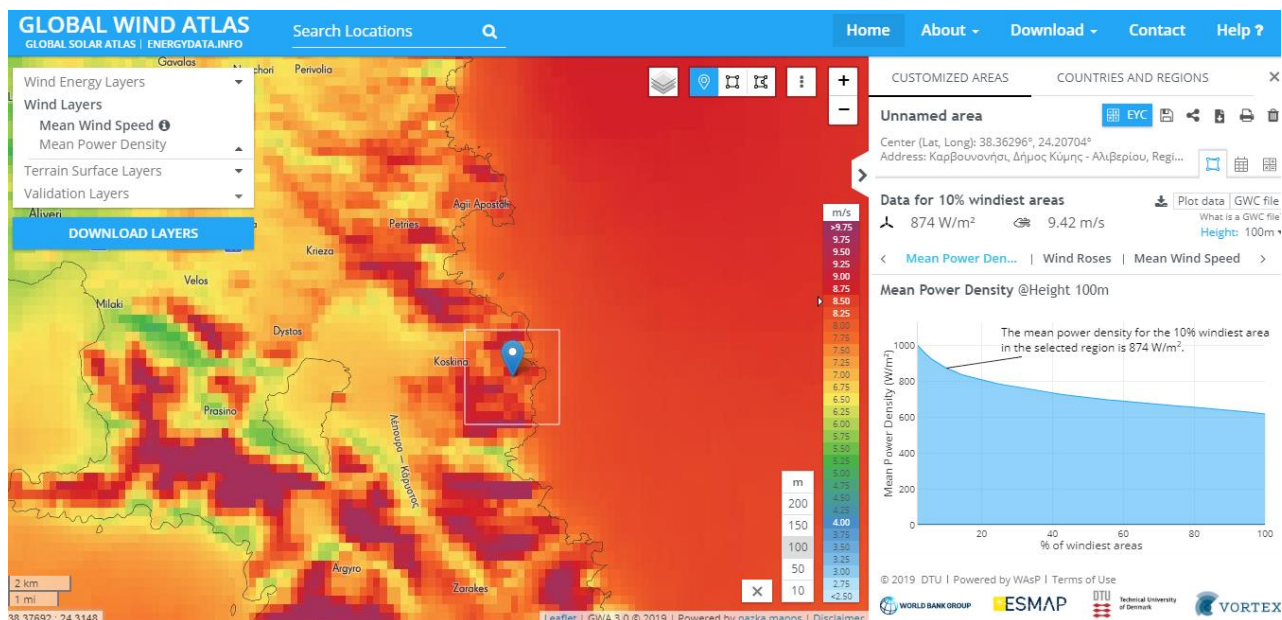 GLOBAL WIND ATLAS
GLOBAL SOLAR ATLAS | ENERGYDATA.INFO
Search Locations
Home About Download Contact Help ?
Gavalas
Perivolia
Wind Energy Layers
Wind Layers
Mean Wind Speed
Mean Power Density
Terrain Surface Layers
Validation Layers
Aliveri
DOWNLOAD LAYERS
Agii Apostoli
Petries
Krieza
Velos
Milaki
Dystos
Koskina
Prasino
Λέπουρα — Κάρυστος
Argyro
Zarakes
+
−
m/s
>9.75
9.75
9.50
9.25
9.00
8.75
8.50
8.25
8.00
7.75
7.50
7.25
7.00
6.75
6.50
6.25
6.00
5.75
5.50
5.25
5.00
4.75
4.50
4.25
4.00
3.75
3.50
3.25
3.00
2.75
<2.50
m
200
150
100
50
10
2 km
1 mi
38.37692 : 24.3148
Leaflet | GWA 3.0 © 2019 | Powered by nazka mapps | Disclaimer
CUSTOMIZED AREAS COUNTRIES AND REGIONS
Unnamed area
EYC
Center (Lat, Long): 38.36296°, 24.20704°
Address: Καρβουνονήσι, Δήμος Κύμης - Αλιβερίου, Regi...
Data for 10% windiest areas
Plot data GWC file
What is a GWC file
874 W/m² 9.42 m/s
Height: 100m
Mean Power Den... | Wind Roses | Mean Wind Speed
Mean Power Density @Height 100m
The mean power density for the 10% windiest area
in the selected region is 874 W/m².
Mean Power Density (W/m²)
1000
800
600
400
200
0
20 40 60 80 100
% of windiest areas
© 2019 DTU | Powered by WAsP | Terms of Use
WORLD BANK GROUP
ESMAP
DTU
Technical University
of Denmark
VORTEX